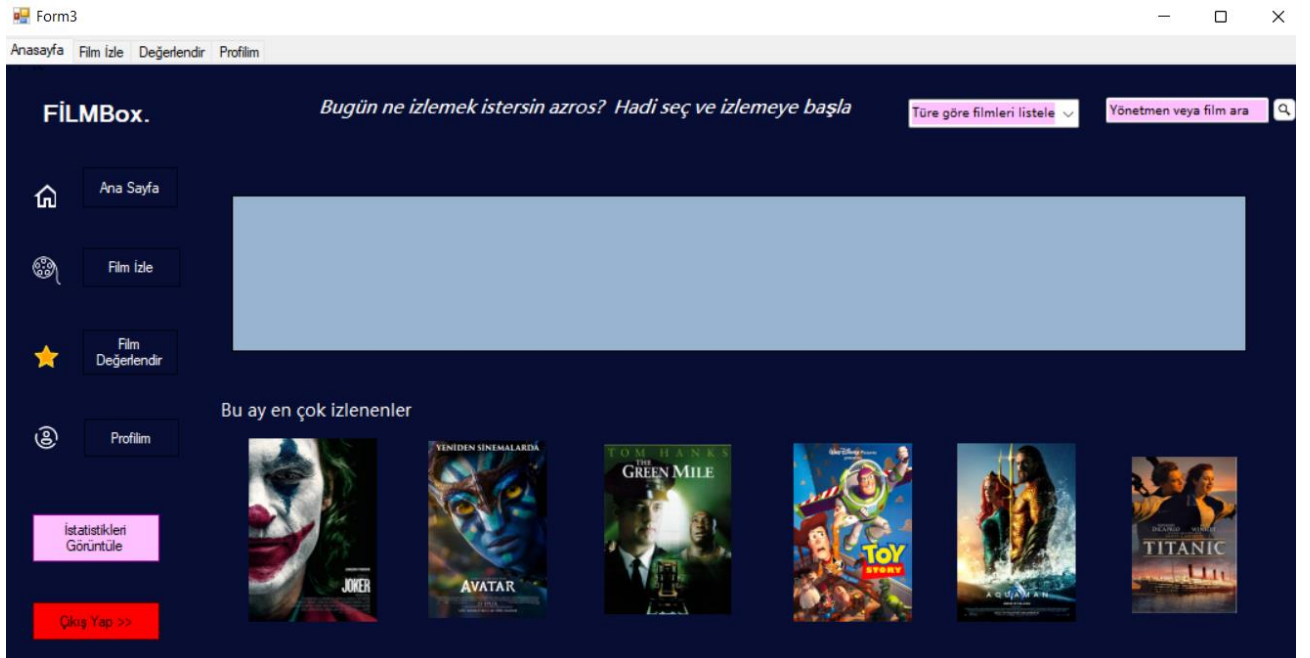 Form3
Anasayfa Film İzle Değerlendir Profilim
FİLMBox.
Bugün ne izlemek istersin azros? Hadi seç ve izlemeye başla
Türe göre filmleri listele
Yönetmen veya film ara
Ana Sayfa
Film İzle
Film
Değerlendir
Profilim
İstatistikleri
Görüntüle
Çıkış Yap >>
Bu ay en çok izlenenler
JOKER
YENİDEN SİNEMALARDA
AVATAR
TOM HANKS
THE
GREEN MILE
TOY
STORY
AQUAMAN
TITANIC